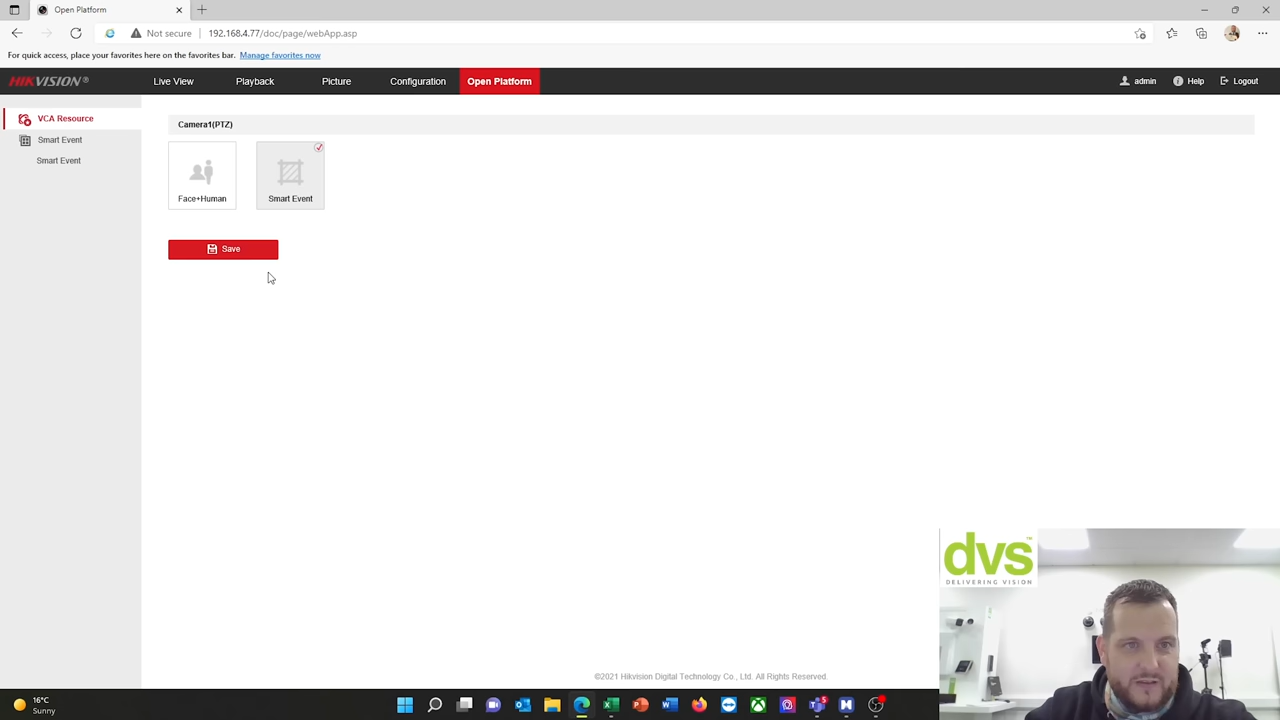 Open Platform
Not secure
192.168.4.77/doc/page/webApp.asp
For quick access, place your favorites here on the favorites bar. Manage favorites now
HIKVISION®
Live View
Playback
Picture
Configuration
Open Platform
admin
Help
Logout
VCA Resource
Smart Event
Smart Event
Camera1(PTZ)
Face+Human
Smart Event
Save
©2021 Hikvision Digital Technology Co., Ltd. All Rights Reserved.
dvs™
DELIVERING VISION
16°C
Sunny
5